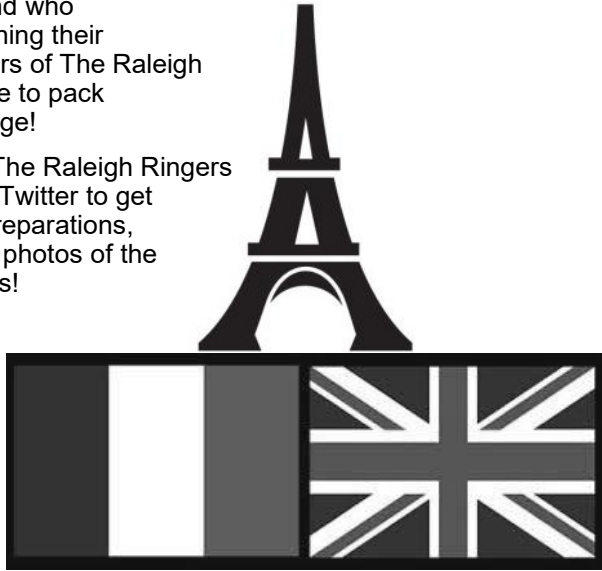 who
ning their
rs of The Raleigh
e to pack
ge!
The Raleigh Ringers
Twitter to get
reparations,
photos of the
s!